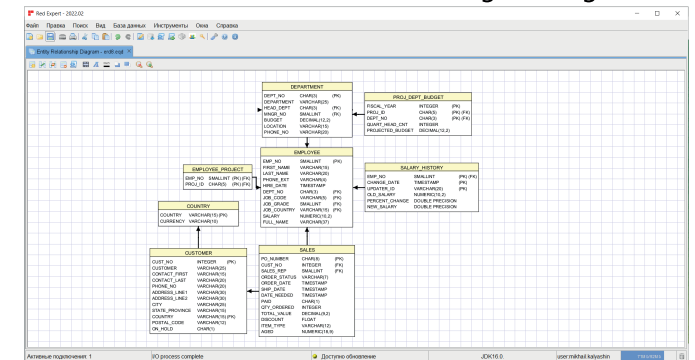 Red Expert - 2022.02
Файл Правка Поиск Вид База данных Инструменты Окна Справка
Entity Relationship Diagram - erd6.esql
DEPARTMENT
DEPT_NO CHAR(3) (PK)
DEPARTMENT VARCHAR(25)
HEAD_DEPT CHAR(3) (FK)
MNGR_NO SMALLINT (FK)
BUDGET DECIMAL(12,2)
LOCATION VARCHAR(15)
PHONE_NO VARCHAR(20)
PROJ_DEPT_BUDGET
FISCAL_YEAR INTEGER (PK)
PROJ_ID CHAR(5) (PK) (FK)
DEPT_NO CHAR(3) (PK) (FK)
QUART_HEAD_CNT INTEGER
PROJECTED_BUDGET DECIMAL(12,2)
EMPLOYEE
EMP_NO SMALLINT (PK)
FIRST_NAME VARCHAR(15)
LAST_NAME VARCHAR(20)
PHONE_EXT VARCHAR(4)
HIRE_DATE TIMESTAMP
DEPT_NO CHAR(3) (FK)
JOB_CODE VARCHAR(5) (FK)
JOB_GRADE SMALLINT (FK)
JOB_COUNTRY VARCHAR(15) (FK)
SALARY NUMERIC(10,2)
FULL_NAME VARCHAR(37)
EMPLOYEE_PROJECT
EMP_NO SMALLINT (PK) (FK)
PROJ_ID CHAR(5) (PK) (FK)
SALARY_HISTORY
EMP_NO SMALLINT (PK) (FK)
CHANGE_DATE TIMESTAMP (PK)
UPDATER_ID VARCHAR(20) (PK)
OLD_SALARY NUMERIC(10,2)
PERCENT_CHANGE DOUBLE PRECISION
NEW_SALARY DOUBLE PRECISION
COUNTRY
COUNTRY VARCHAR(15) (PK)
CURRENCY VARCHAR(10)
CUSTOMER
CUST_NO INTEGER (PK)
CUSTOMER VARCHAR(25)
CONTACT_FIRST VARCHAR(15)
CONTACT_LAST VARCHAR(20)
PHONE_NO VARCHAR(20)
ADDRESS_LINE1 VARCHAR(30)
ADDRESS_LINE2 VARCHAR(30)
CITY VARCHAR(25)
STATE_PROVINCE VARCHAR(15)
COUNTRY VARCHAR(15) (FK)
POSTAL_CODE VARCHAR(12)
ON_HOLD CHAR(1)
SALES
PO_NUMBER CHAR(8) (PK)
CUST_NO INTEGER (FK)
SALES_REP SMALLINT (FK)
ORDER_STATUS VARCHAR(7)
ORDER_DATE TIMESTAMP
SHIP_DATE TIMESTAMP
DATE_NEEDED TIMESTAMP
PAID CHAR(1)
QTY_ORDERED INTEGER
TOTAL_VALUE DECIMAL(9,2)
DISCOUNT FLOAT
ITEM_TYPE VARCHAR(12)
AGED NUMERIC(18,9)
Активные подключения: 1 I/O process complete Доступно обновление JDK16.0. user:mikhail.kalyashin